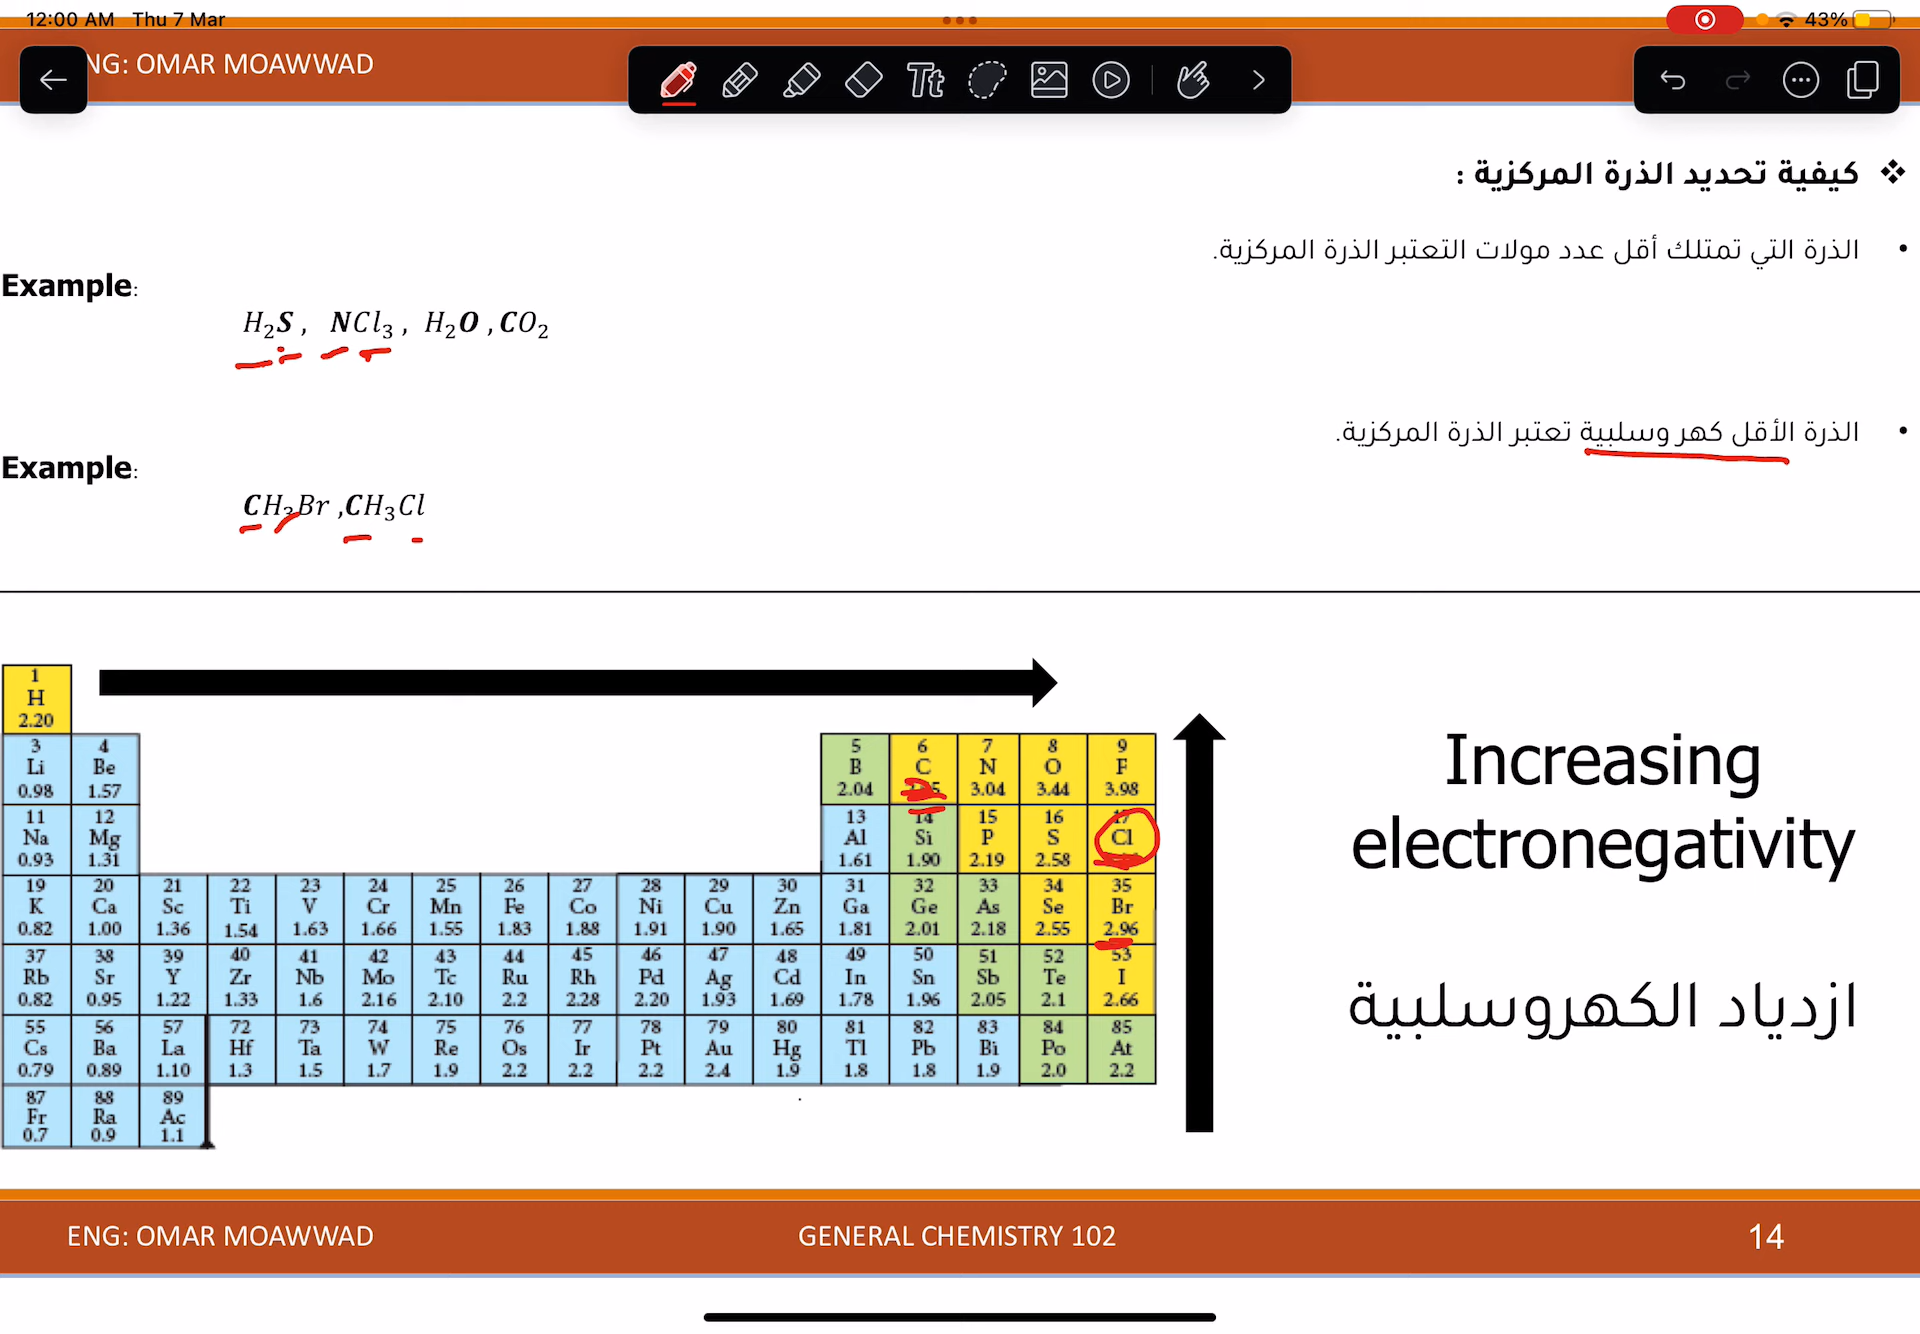 12:00 AM Thu 7 Mar
43%
NG: OMAR MOAWWAD
Tt
❖ كيفية تحديد الذرة المركزية :
• الذرة التي تمتلك أقل عدد مولات التعتبر الذرة المركزية.
Example:
H₂S , NCl₃ , H₂O ,CO₂
• الذرة الأقل كهروسلبية تعتبر الذرة المركزية.
Example:
CH₃Br ,CH₃Cl
1
H
2.20
3 4 5 6 7 8 9
Li Be B C N O F
0.98 1.57 2.04 3.04 3.44 3.98
11 12 13 14 15 16 17
Na Mg Al Si P S Cl
0.93 1.31 1.61 1.90 2.19 2.58
19 20 21 22 23 24 25 26 27 28 29 30 31 32 33 34 35
K Ca Sc Ti V Cr Mn Fe Co Ni Cu Zn Ga Ge As Se Br
0.82 1.00 1.36 1.54 1.63 1.66 1.55 1.83 1.88 1.91 1.90 1.65 1.81 2.01 2.18 2.55 2.96
37 38 39 40 41 42 43 44 45 46 47 48 49 50 51 52 53
Rb Sr Y Zr Nb Mo Tc Ru Rh Pd Ag Cd In Sn Sb Te I
0.82 0.95 1.22 1.33 1.6 2.16 2.10 2.2 2.28 2.20 1.93 1.69 1.78 1.96 2.05 2.1 2.66
55 56 57 72 73 74 75 76 77 78 79 80 81 82 83 84 85
Cs Ba La Hf Ta W Re Os Ir Pt Au Hg Tl Pb Bi Po At
0.79 0.89 1.10 1.3 1.5 1.7 1.9 2.2 2.2 2.2 2.4 1.9 1.8 1.8 1.9 2.0 2.2
87 88 89
Fr Ra Ac
0.7 0.9 1.1
Increasing
electronegativity
ازدياد الكهروسلبية
ENG: OMAR MOAWWAD GENERAL CHEMISTRY 102 14